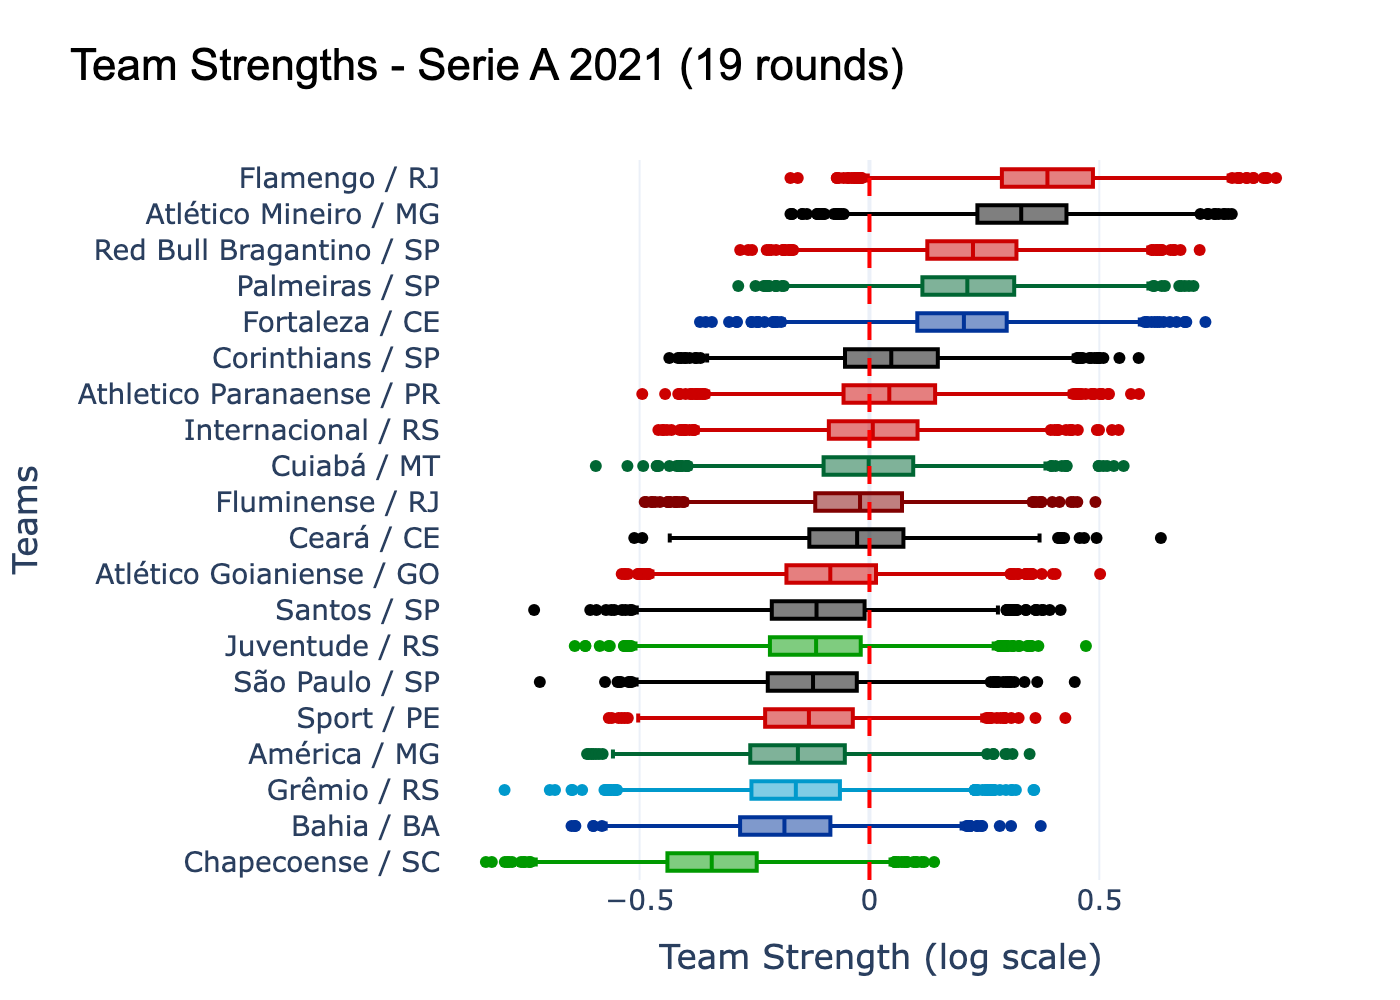 Team Strengths - Serie A 2021 (19 rounds)
Flamengo / RJ
Atlético Mineiro / MG
Red Bull Bragantino / SP
Palmeiras / SP
Fortaleza / CE
Corinthians / SP
Athletico Paranaense / PR
Internacional / RS
Cuiabá / MT
Fluminense / RJ
Ceará / CE
Atlético Goianiense / GO
Santos / SP
Juventude / RS
São Paulo / SP
Sport / PE
América / MG
Grêmio / RS
Bahia / BA
Chapecoense / SC
Teams
−0.5 0 0.5
Team Strength (log scale)